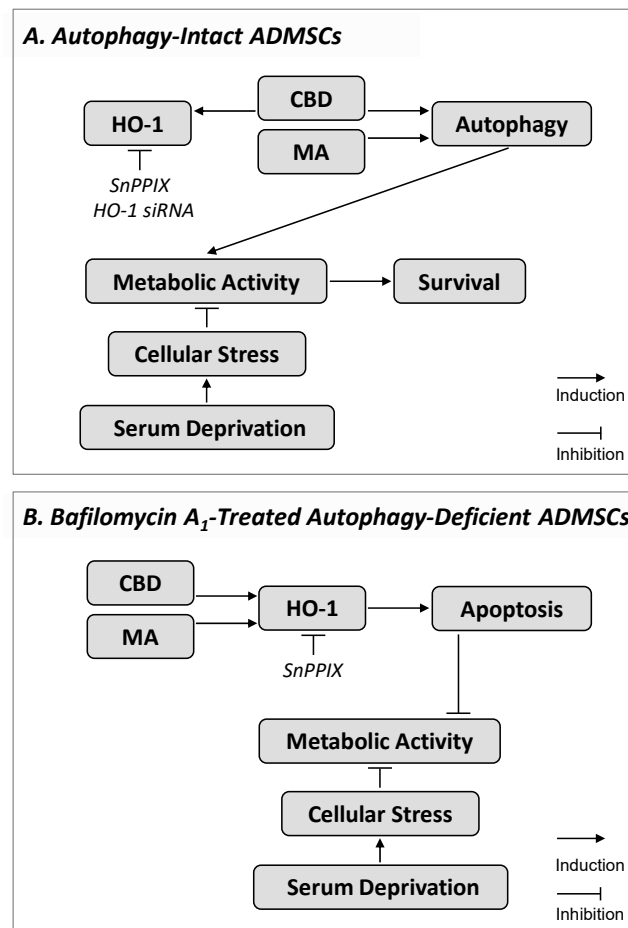 A. Autophagy-Intact ADMSCs
CBD
HO-1
Autophagy
MA
SnPPIX
HO-1 siRNA
Metabolic Activity
Survival
Cellular Stress
Serum Deprivation
Induction
Inhibition
B. Bafilomycin A₁-Treated Autophagy-Deficient ADMSCs
CBD
HO-1
Apoptosis
MA
SnPPIX
Metabolic Activity
Cellular Stress
Serum Deprivation
Induction
Inhibition